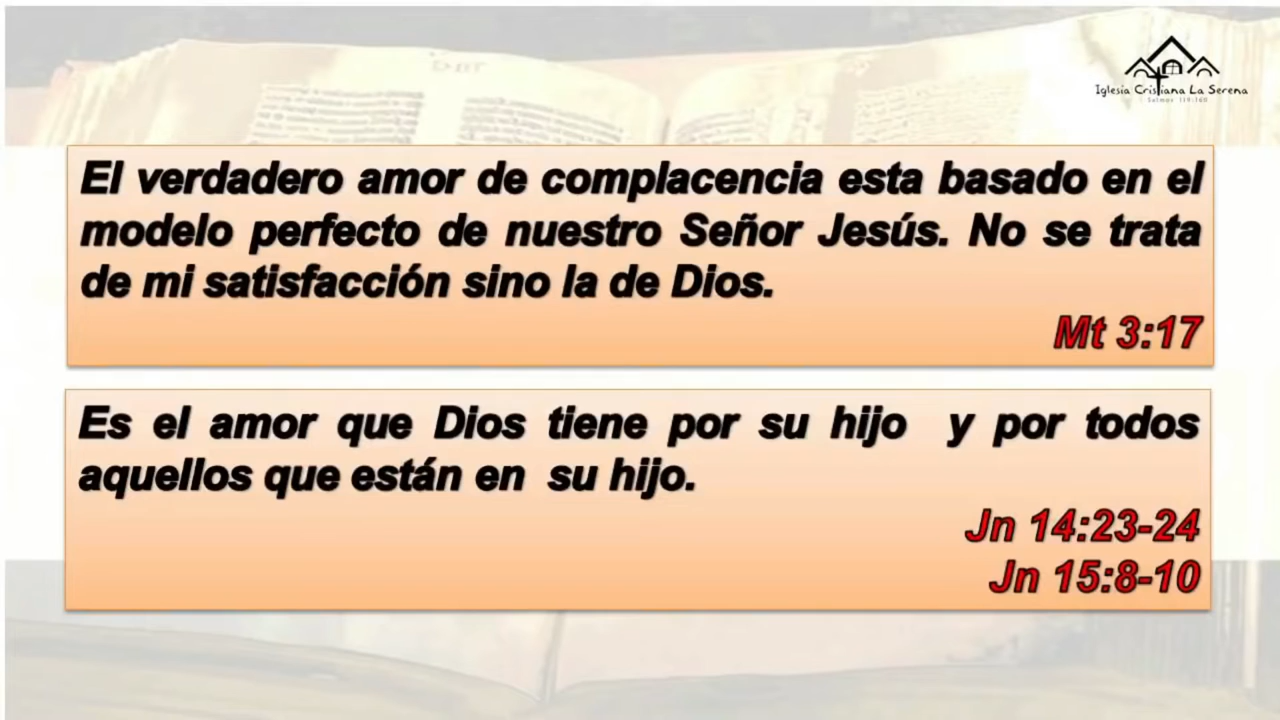 Iglesia Cristiana La Serena
Salmos 119:160
El verdadero amor de complacencia esta basado en el
modelo perfecto de nuestro Señor Jesús. No se trata
de mi satisfacción sino la de Dios.
Mt 3:17
Es el amor que Dios tiene por su hijo y por todos
aquellos que están en su hijo.
Jn 14:23-24
Jn 15:8-10